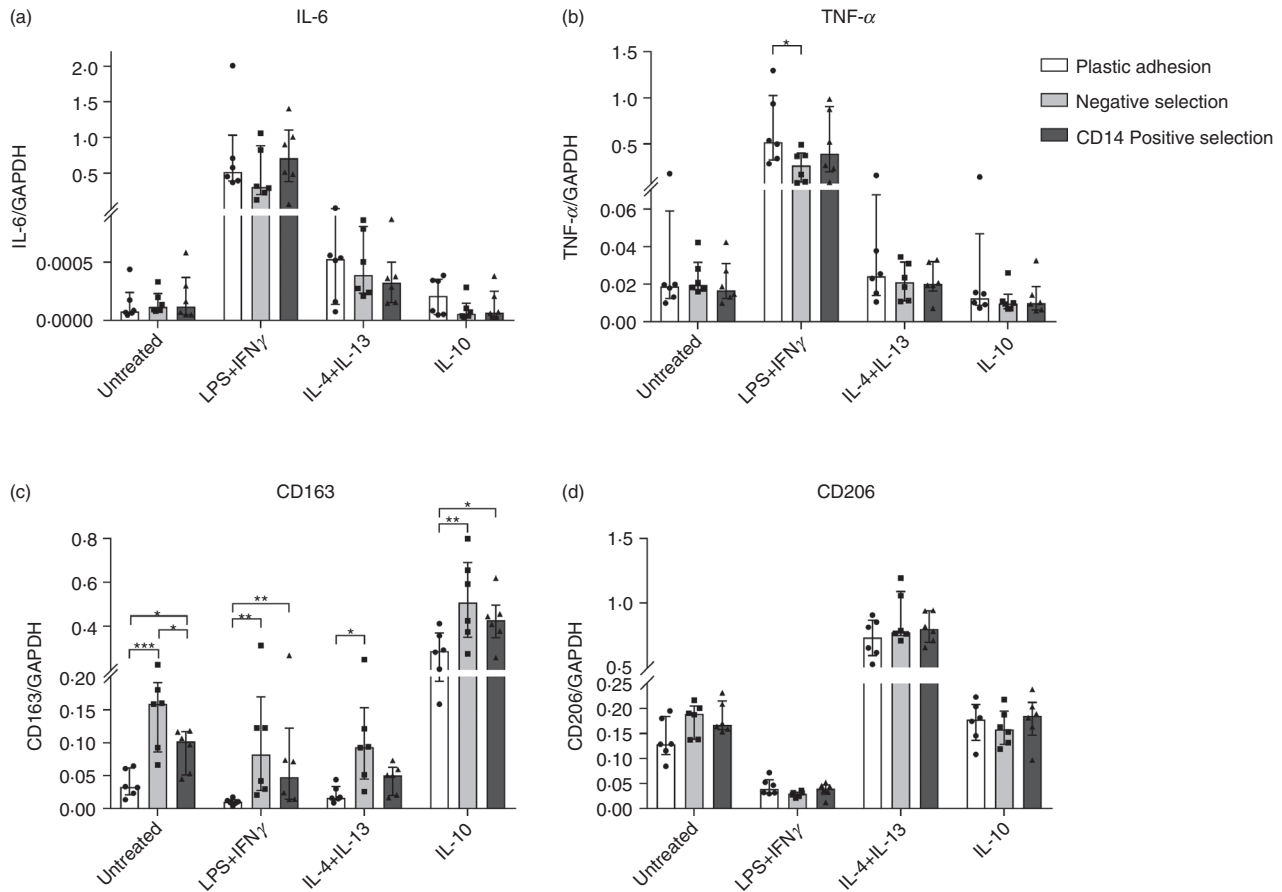 (a)
IL-6
IL-6/GAPDH
2·0
1·5
1·0
0·5
0·0005
0·0000
Untreated
LPS+IFNγ
IL-4+IL-13
IL-10
(b)
TNF-α
TNF-α/GAPDH
1·5
1·0
0·5
0·06
0·04
0·02
0·00
*
Untreated
LPS+IFNγ
IL-4+IL-13
IL-10
Plastic adhesion
Negative selection
CD14 Positive selection
(c)
CD163
CD163/GAPDH
0·8
0·6
0·4
0·20
0·15
0·10
0·05
0·00
*
*
***
**
**
*
*
**
Untreated
LPS+IFNγ
IL-4+IL-13
IL-10
(d)
CD206
CD206/GAPDH
1·5
1·0
0·5
0·25
0·20
0·15
0·10
0·05
0·00
Untreated
LPS+IFNγ
IL-4+IL-13
IL-10